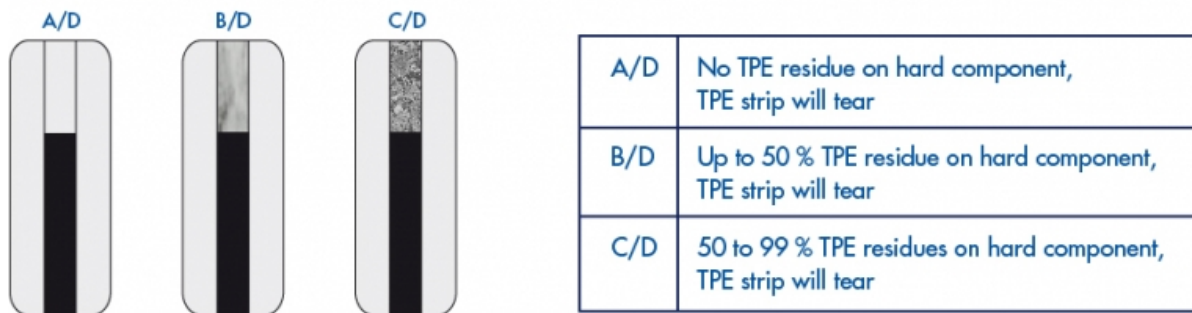 A/D
B/D
C/D
A/D
No TPE residue on hard component,
TPE strip will tear
B/D
Up to 50 % TPE residue on hard component,
TPE strip will tear
C/D
50 to 99 % TPE residues on hard component,
TPE strip will tear